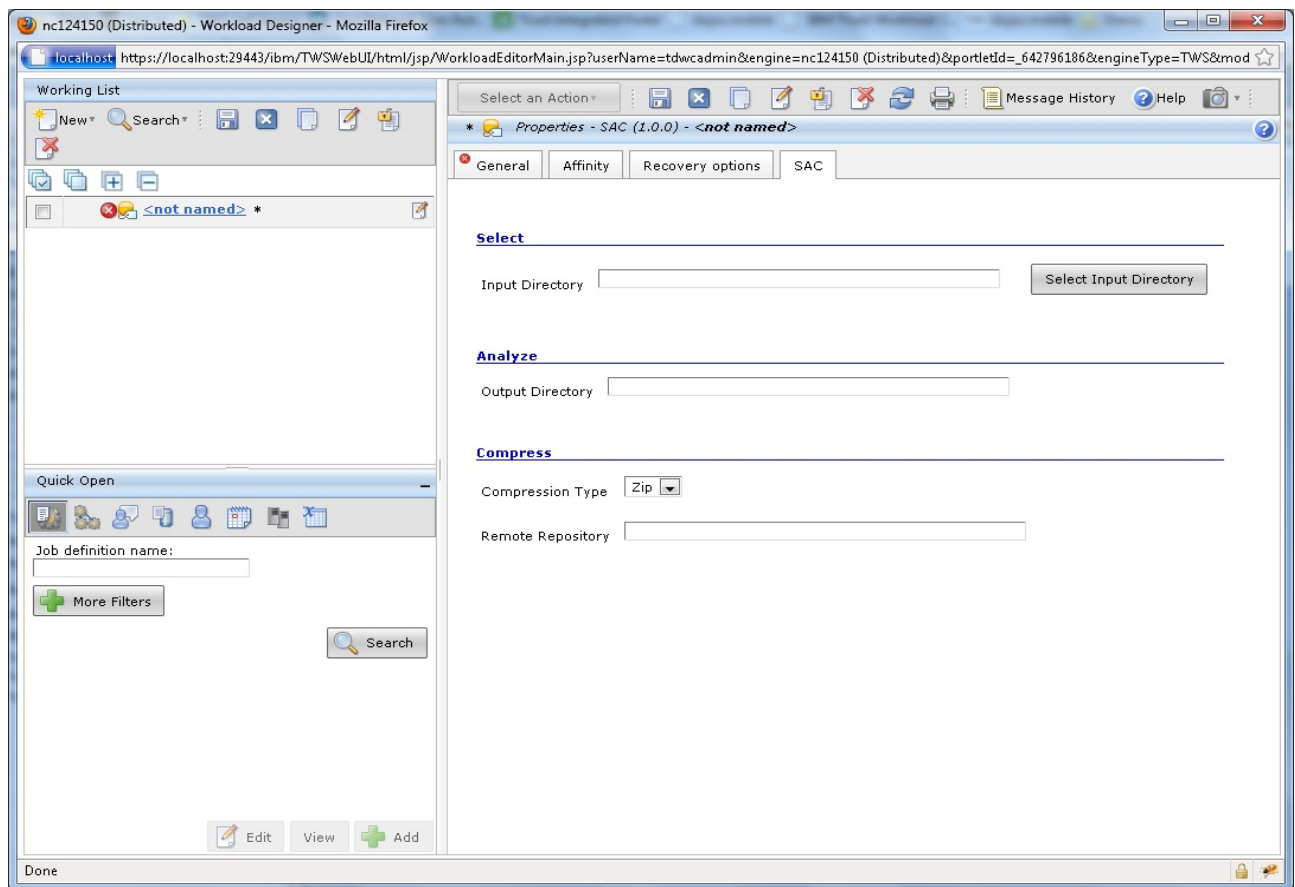 nc124150 (Distributed) - Workload Designer - Mozilla Firefox
localhost https://localhost:29443/ibm/TWSWebUI/html/jsp/WorkloadEditorMain.jsp?userName=tdwcadmin&engine=nc124150 (Distributed)&portletId=_642796186&engineType=TWS&mod
Working List
New Search
<not named> *
Select an Action Message History Help
* Properties - SAC (1.0.0) - <not named>
General Affinity Recovery options SAC
Select
Input Directory Select Input Directory
Analyze
Output Directory
Compress
Compression Type Zip
Remote Repository
Quick Open
Job definition name:
More Filters
Search
Edit View Add
Done